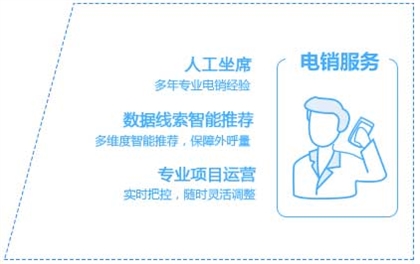 人工坐席
多年专业电销经验
数据线索智能推荐
多维度智能推荐，保障外呼量
专业项目运营
实时把控，随时灵活调整
电销服务